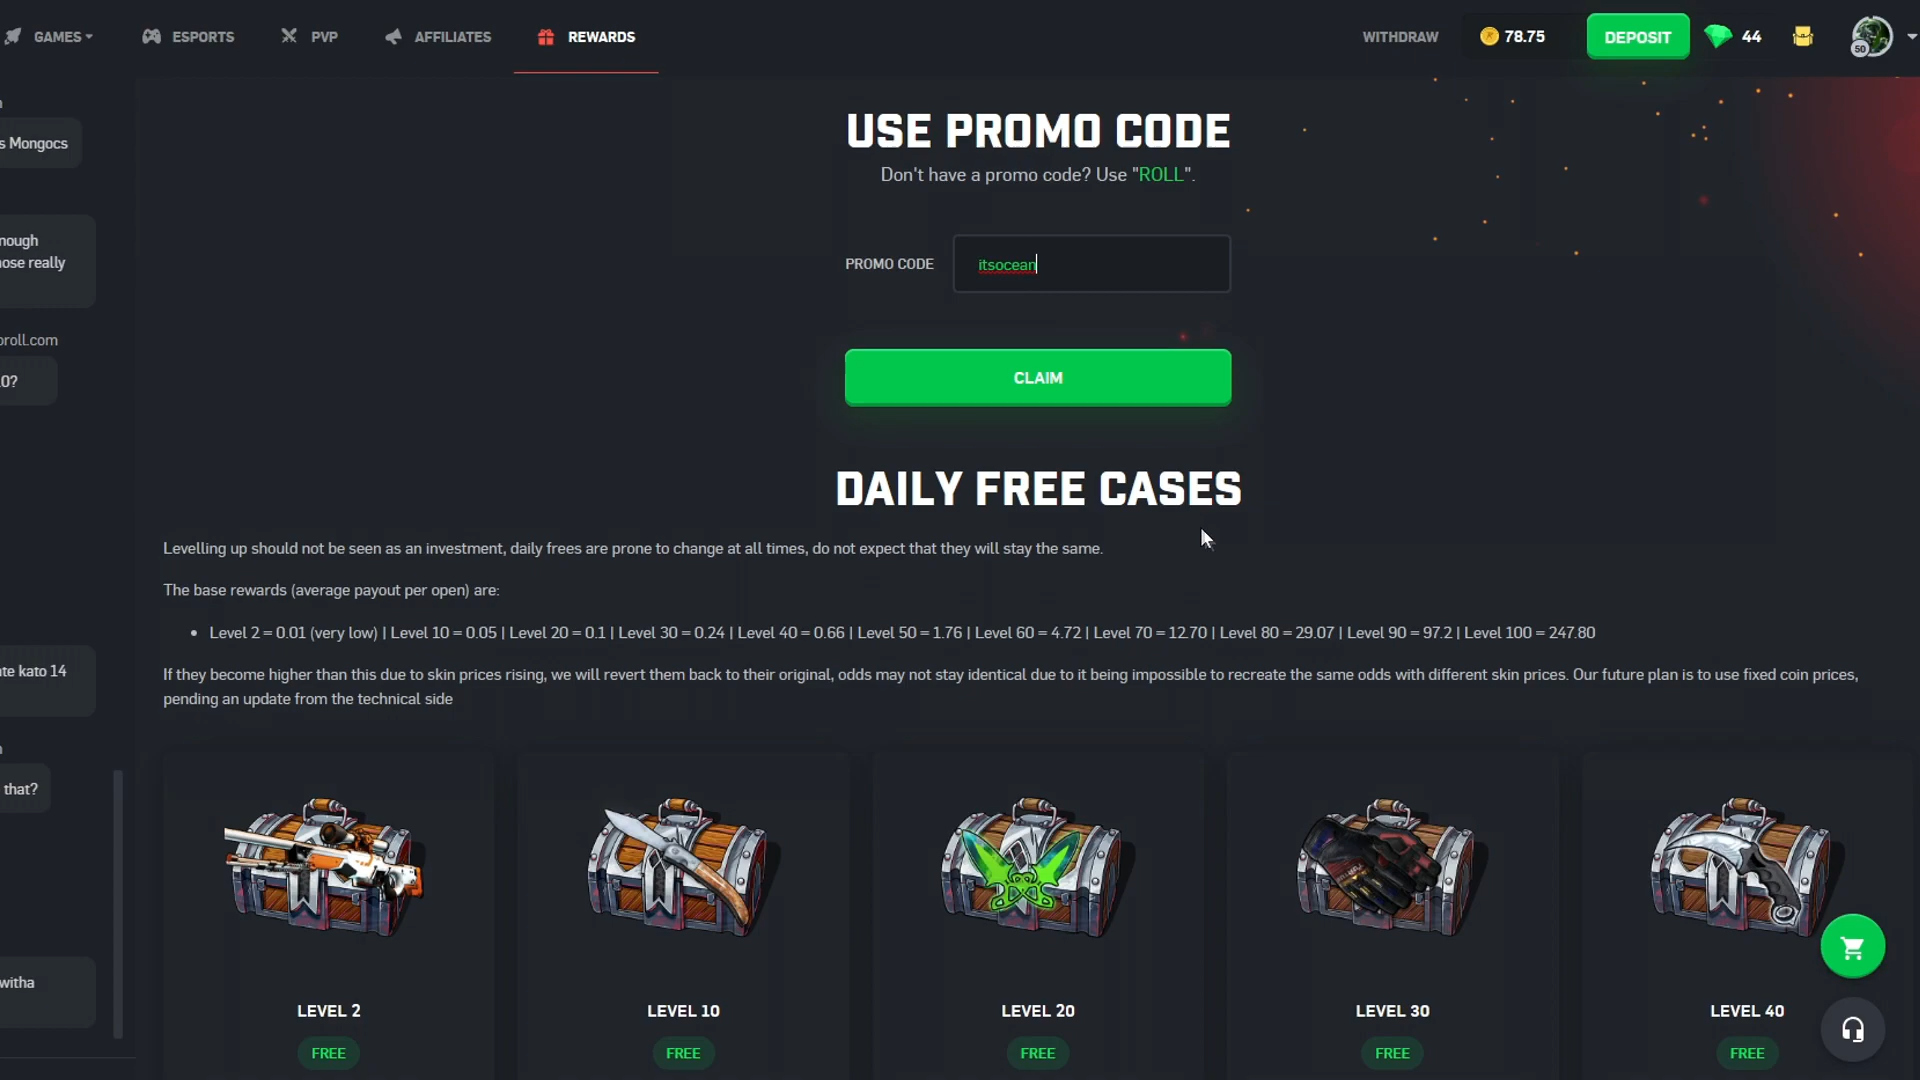 GAMES
ESPORTS
PVP
AFFILIATES
REWARDS
WITHDRAW
78.75
DEPOSIT
44
50
s Mongocs
nough
ose really
oroll.com
.0?
te kato 14
that?
witha
USE PROMO CODE
Don't have a promo code? Use "ROLL".
PROMO CODE
itsocean
CLAIM
DAILY FREE CASES
Levelling up should not be seen as an investment, daily frees are prone to change at all times, do not expect that they will stay the same.
The base rewards (average payout per open) are:
• Level 2 = 0.01 (very low) | Level 10 = 0.05 | Level 20 = 0.1 | Level 30 = 0.24 | Level 40 = 0.66 | Level 50 = 1.76 | Level 60 = 4.72 | Level 70 = 12.70 | Level 80 = 29.07 | Level 90 = 97.2 | Level 100 = 247.80
If they become higher than this due to skin prices rising, we will revert them back to their original, odds may not stay identical due to it being impossible to recreate the same odds with different skin prices. Our future plan is to use fixed coin prices,
pending an update from the technical side
LEVEL 2
LEVEL 10
LEVEL 20
LEVEL 30
LEVEL 40
FREE
FREE
FREE
FREE
FREE